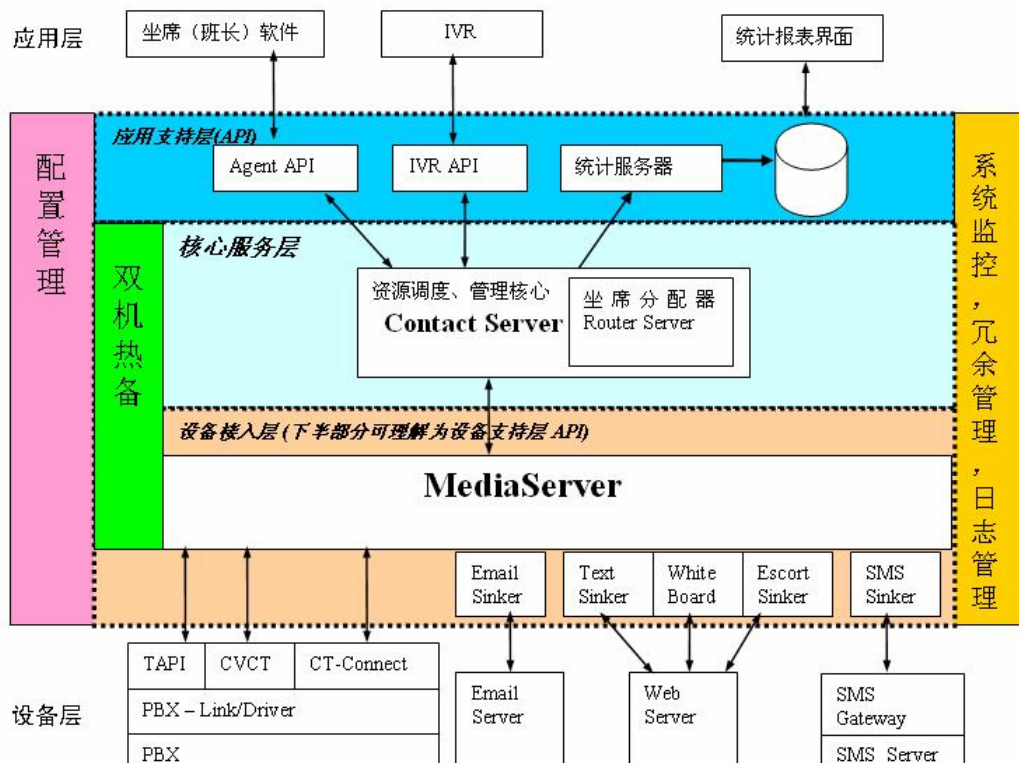 应用层
坐席（班长）软件
IVR
统计报表界面
配置管理
应用支持层(API)
Agent API
IVR API
统计服务器
系统监控，冗余管理，日志管理
双机热备
核心服务层
资源调度、管理核心
Contact Server
坐席分配器
Router Server
设备接入层 (下半部分可理解为设备支持层 API)
MediaServer
Email
Sinker
Text
Sinker
White
Board
Escort
Sinker
SMS
Sinker
设备层
TAPI
CVCT
CT-Connect
PBX – Link/Driver
PBX
Email
Server
Web
Server
SMS
Gateway
SMS Server